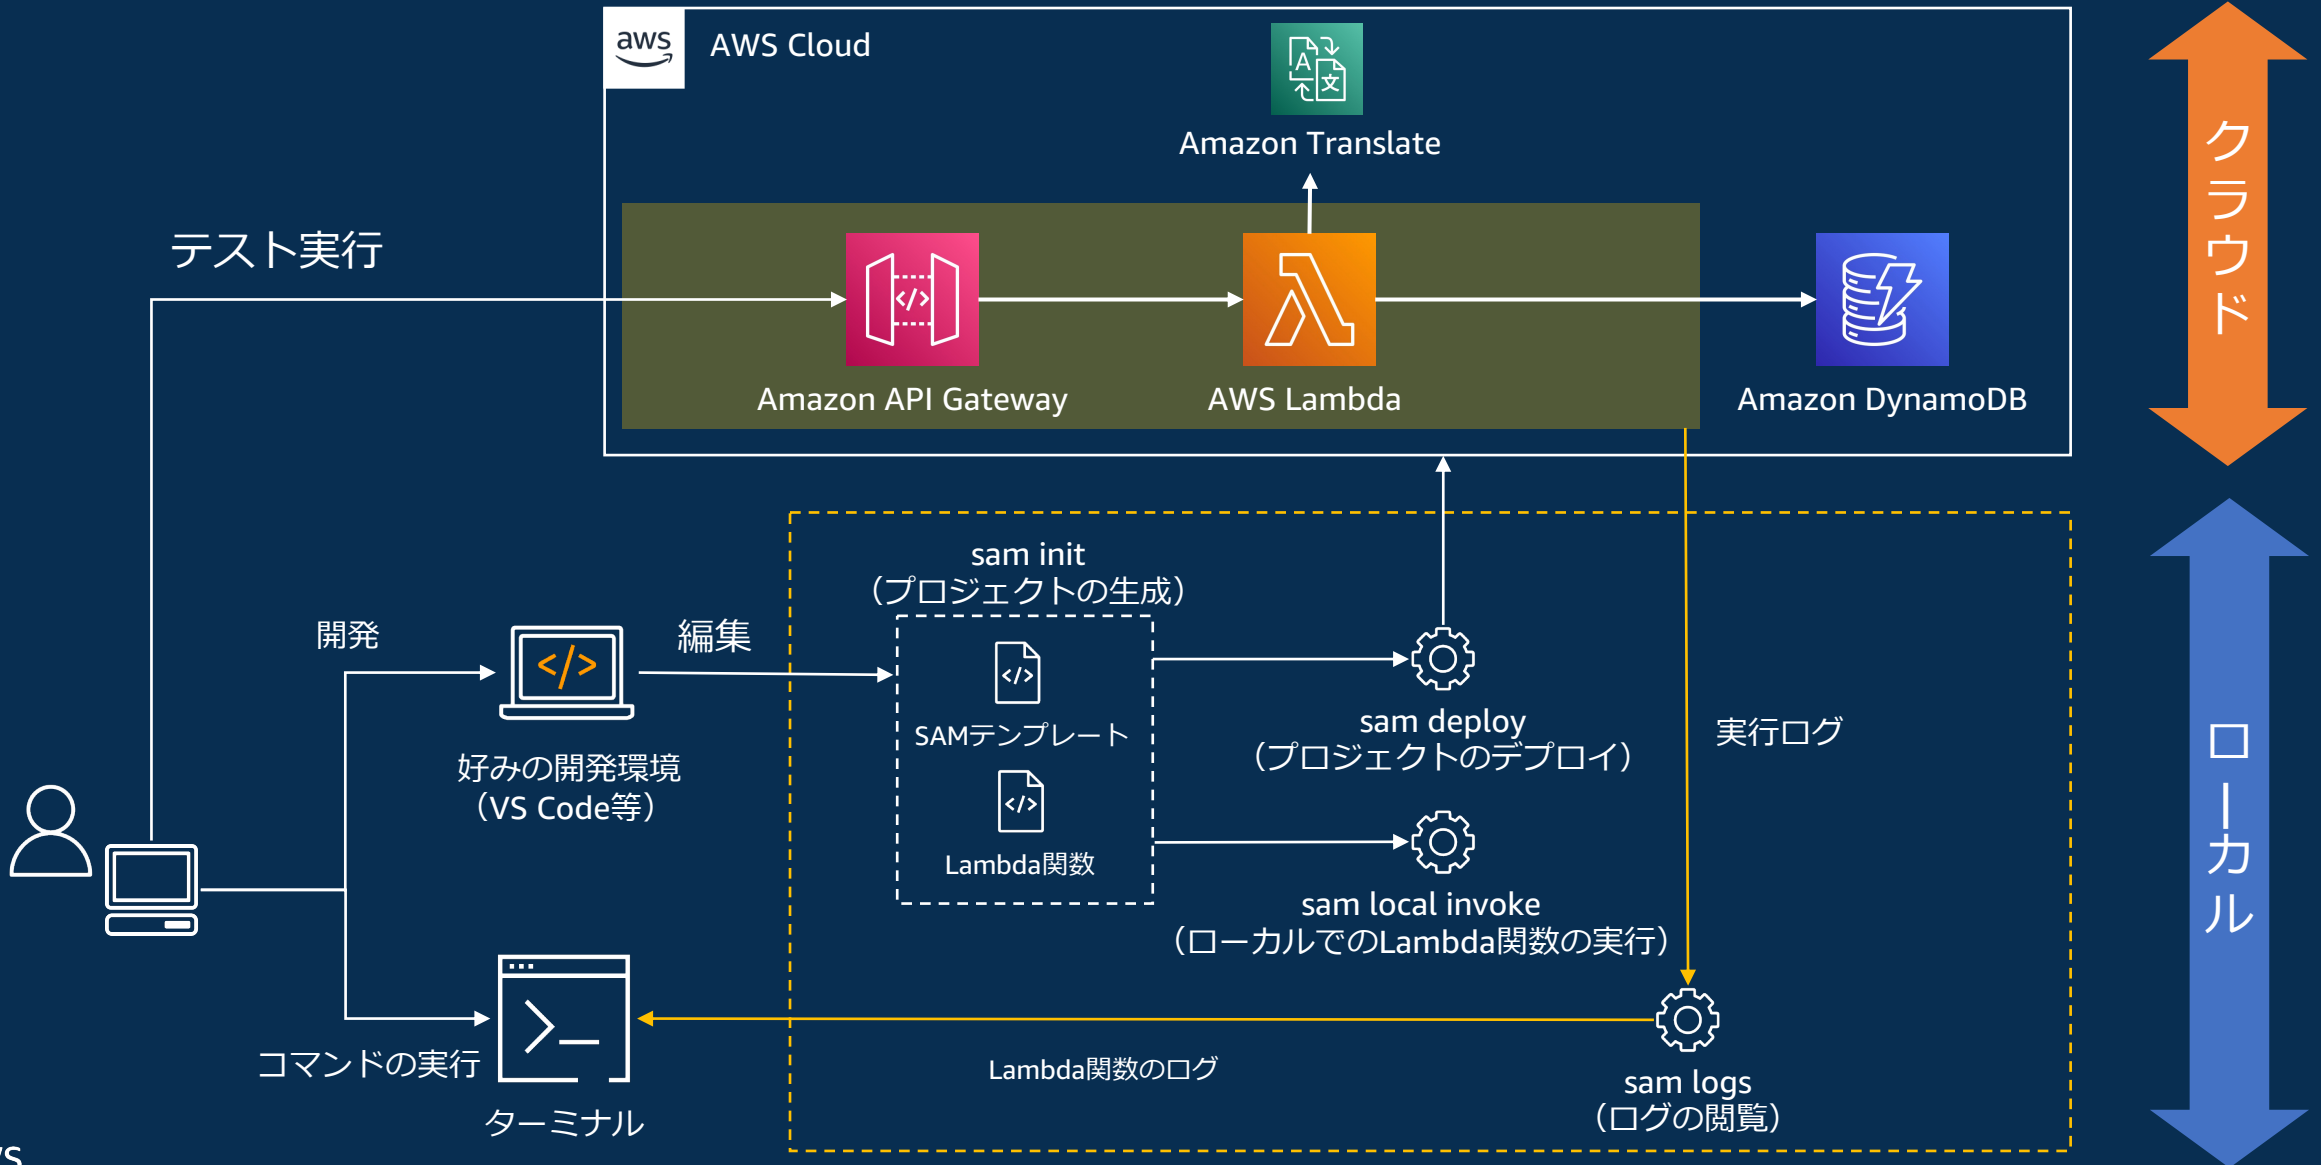 aws
AWS Cloud
Amazon Translate
テスト実行
Amazon API Gateway
AWS Lambda
Amazon DynamoDB
クラウド
sam init
（プロジェクトの生成）
開発
編集
SAMテンプレート
sam deploy
（プロジェクトのデプロイ）
実行ログ
好みの開発環境
（VS Code等）
Lambda関数
sam local invoke
（ローカルでのLambda関数の実行）
ローカル
コマンドの実行
ターミナル
Lambda関数のログ
sam logs
（ログの閲覧）